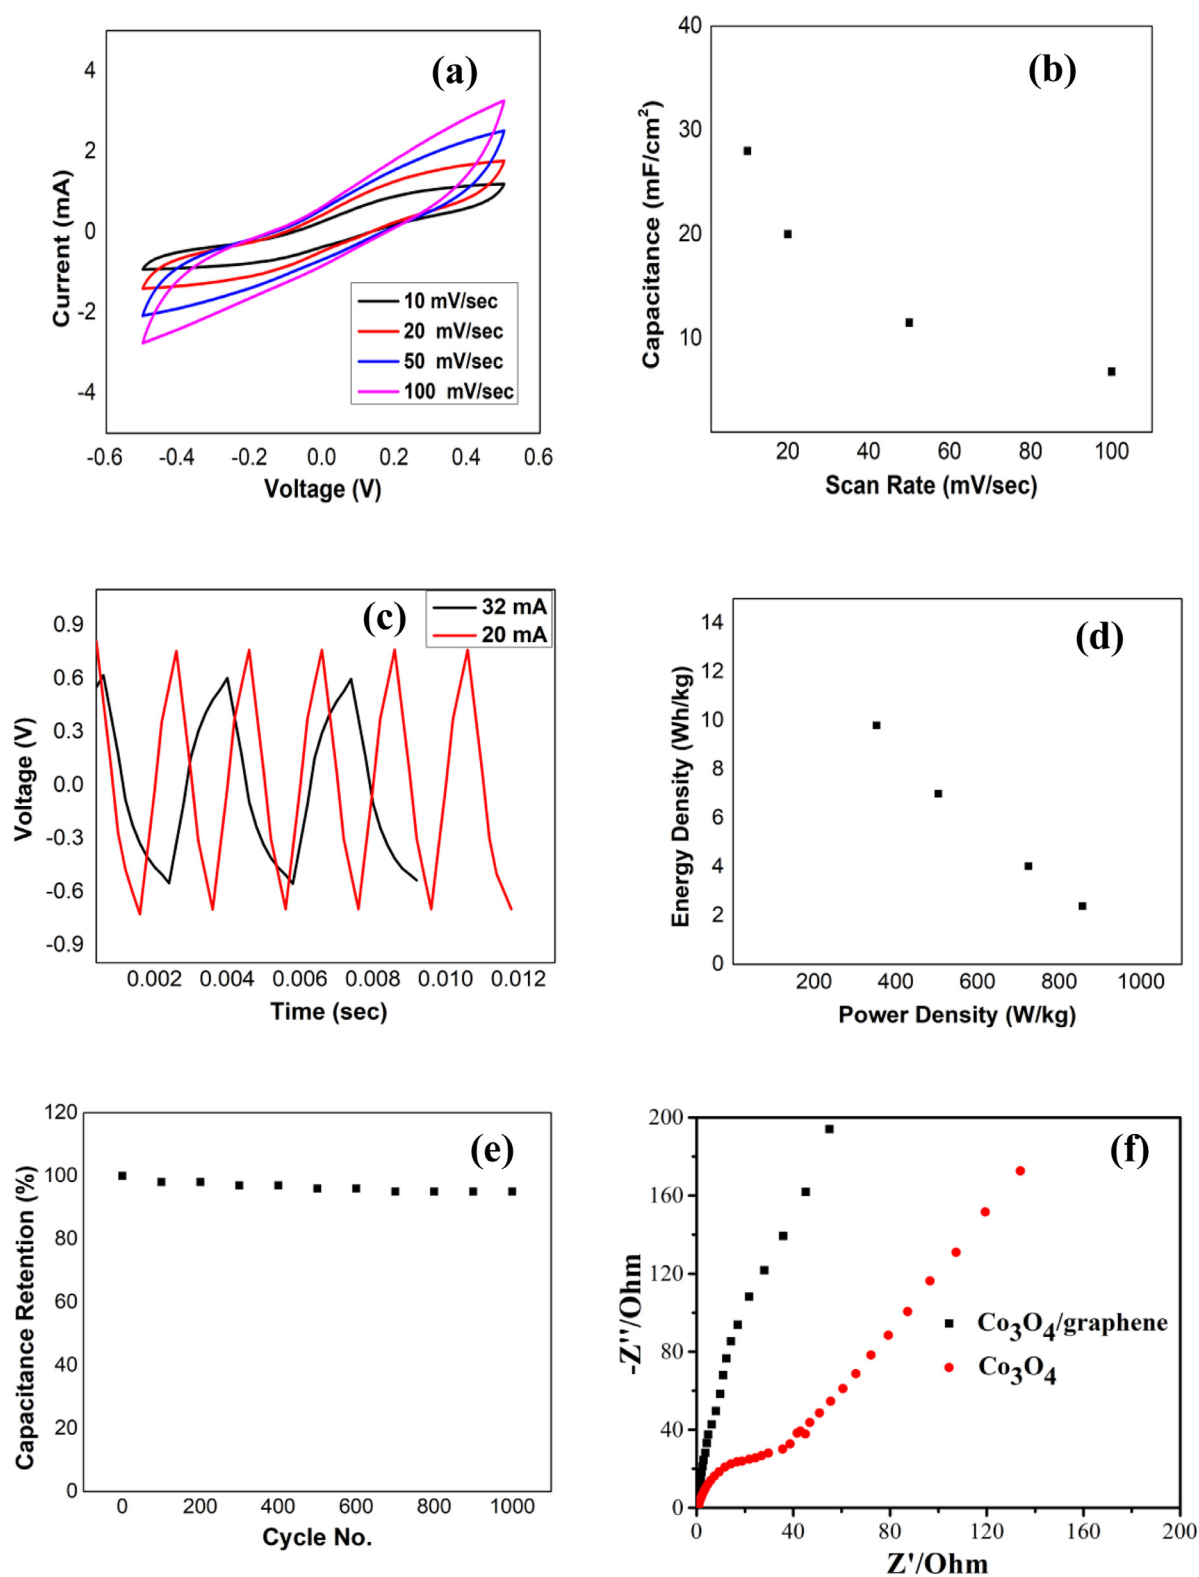 (a)
4
2
0
-2
-4
Current (mA)
10 mV/sec
20 mV/sec
50 mV/sec
100 mV/sec
-0.6 -0.4 -0.2 0.0 0.2 0.4 0.6
Voltage (V)
(b)
40
30
20
10
Capacitance (mF/cm²)
20 40 60 80 100
Scan Rate (mV/sec)
(c)
32 mA
20 mA
0.9
0.6
0.3
0.0
-0.3
-0.6
-0.9
Voltage (V)
0.002 0.004 0.006 0.008 0.010 0.012
Time (sec)
(d)
14
12
10
8
6
4
2
0
Energy Density (Wh/kg)
200 400 600 800 1000
Power Density (W/kg)
(e)
120
100
80
60
40
20
0
Capacitance Retention (%)
0 200 400 600 800 1000
Cycle No.
(f)
200
160
120
80
40
0
-Z''/Ohm
Co₃O₄/graphene
Co₃O₄
0 40 80 120 160 200
Z'/Ohm